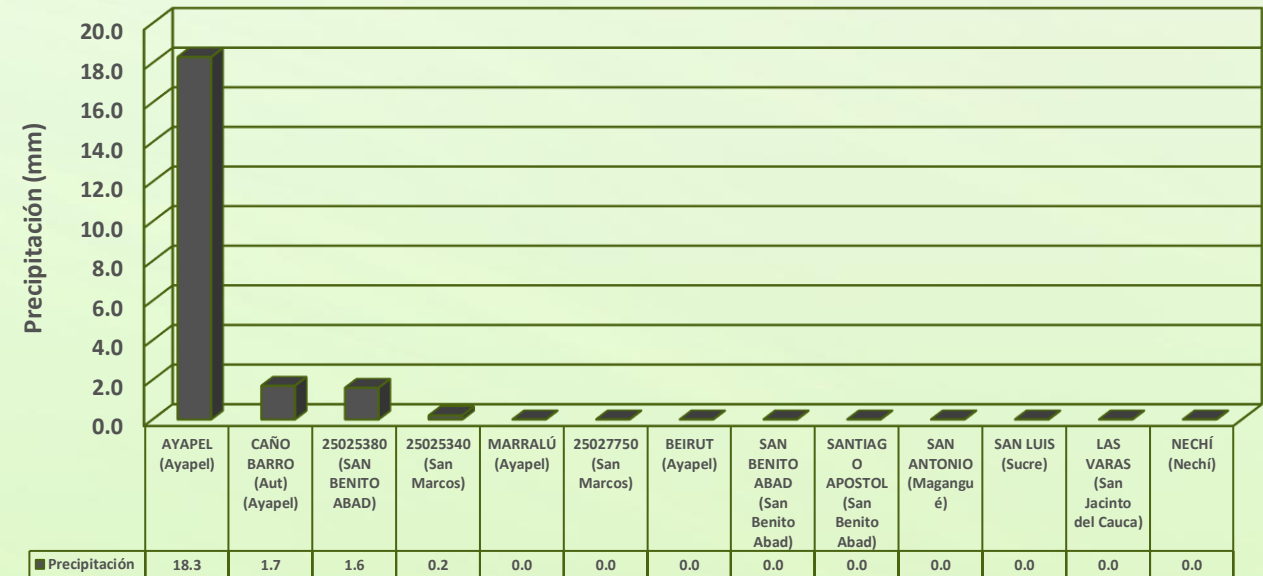 Precipitación (mm)
20.0
18.0
16.0
14.0
12.0
10.0
8.0
6.0
4.0
2.0
0.0
AYAPEL
(Ayapel)
CAÑO
BARRO
(Aut)
(Ayapel)
25025380
(SAN
BENITO
ABAD)
25025340
(San
Marcos)
MARRALÚ
(Ayapel)
25027750
(San
Marcos)
BEIRUT
(Ayapel)
SAN
BENITO
ABAD
(San
Benito
Abad)
SANTIAG
O
APOSTOL
(San
Benito
Abad)
SAN
ANTONIO
(Magangu
é)
SAN LUIS
(Sucre)
LAS
VARAS
(San
Jacinto
del Cauca)
NECHÍ
(Nechí)
Precipitación 18.3 1.7 1.6 0.2 0.0 0.0 0.0 0.0 0.0 0.0 0.0 0.0 0.0